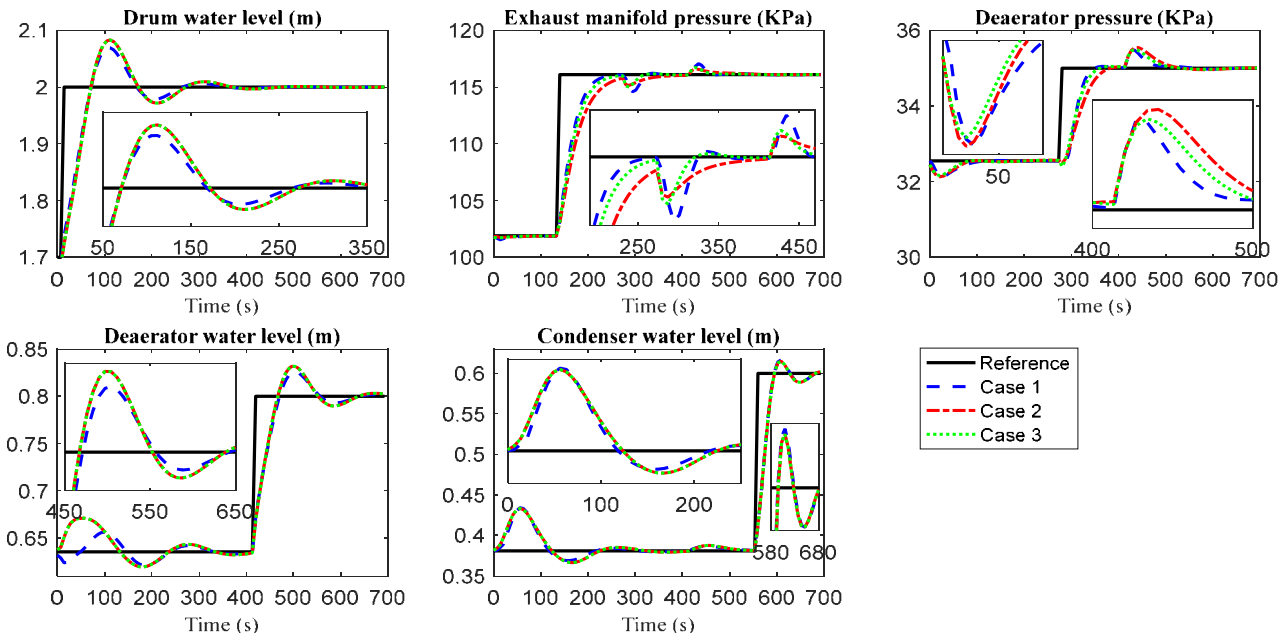 Drum water level (m)
2.1
2
1.9
1.8
1.7
50 150 250 350
0 100 200 300 400 500 600 700
Time (s)
Exhaust manifold pressure (KPa)
120
116
112
108
104
100
250 350 450
0 100 200 300 400 500 600 700
Time (s)
Deaerator pressure (KPa)
36
34
32
30
50
400 500
0 100 200 300 400 500 600 700
Time (s)
Deaerator water level (m)
0.85
0.8
0.75
0.7
0.65
450 550 650
0 100 200 300 400 500 600 700
Time (s)
Condenser water level (m)
0.6
0.55
0.5
0.45
0.4
0.35
0 100 200
580 680
0 100 200 300 400 500 600 700
Time (s)
Reference
Case 1
Case 2
Case 3